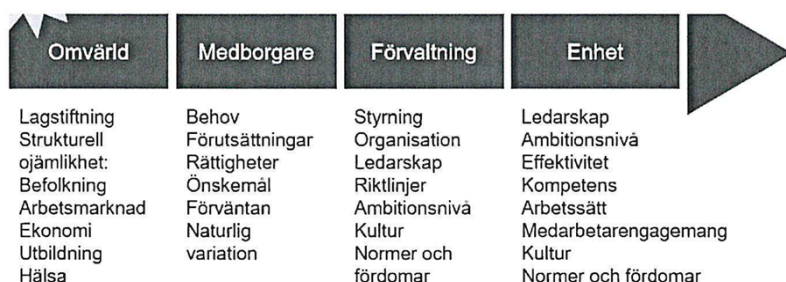 Omvärld
Medborgare
Förvaltning
Enhet
Lagstiftning
Strukturell
ojämlikhet:
Befolkning
Arbetsmarknad
Ekonomi
Utbildning
Hälsa
Behov
Förutsättningar
Rättigheter
Önskemål
Förväntan
Naturlig
variation
Styrning
Organisation
Ledarskap
Riktlinjer
Ambitionsnivå
Kultur
Normer och
fördomar
Ledarskap
Ambitionsnivå
Effektivitet
Kompetens
Arbetssätt
Medarbetarengagemang
Kultur
Normer och fördomar